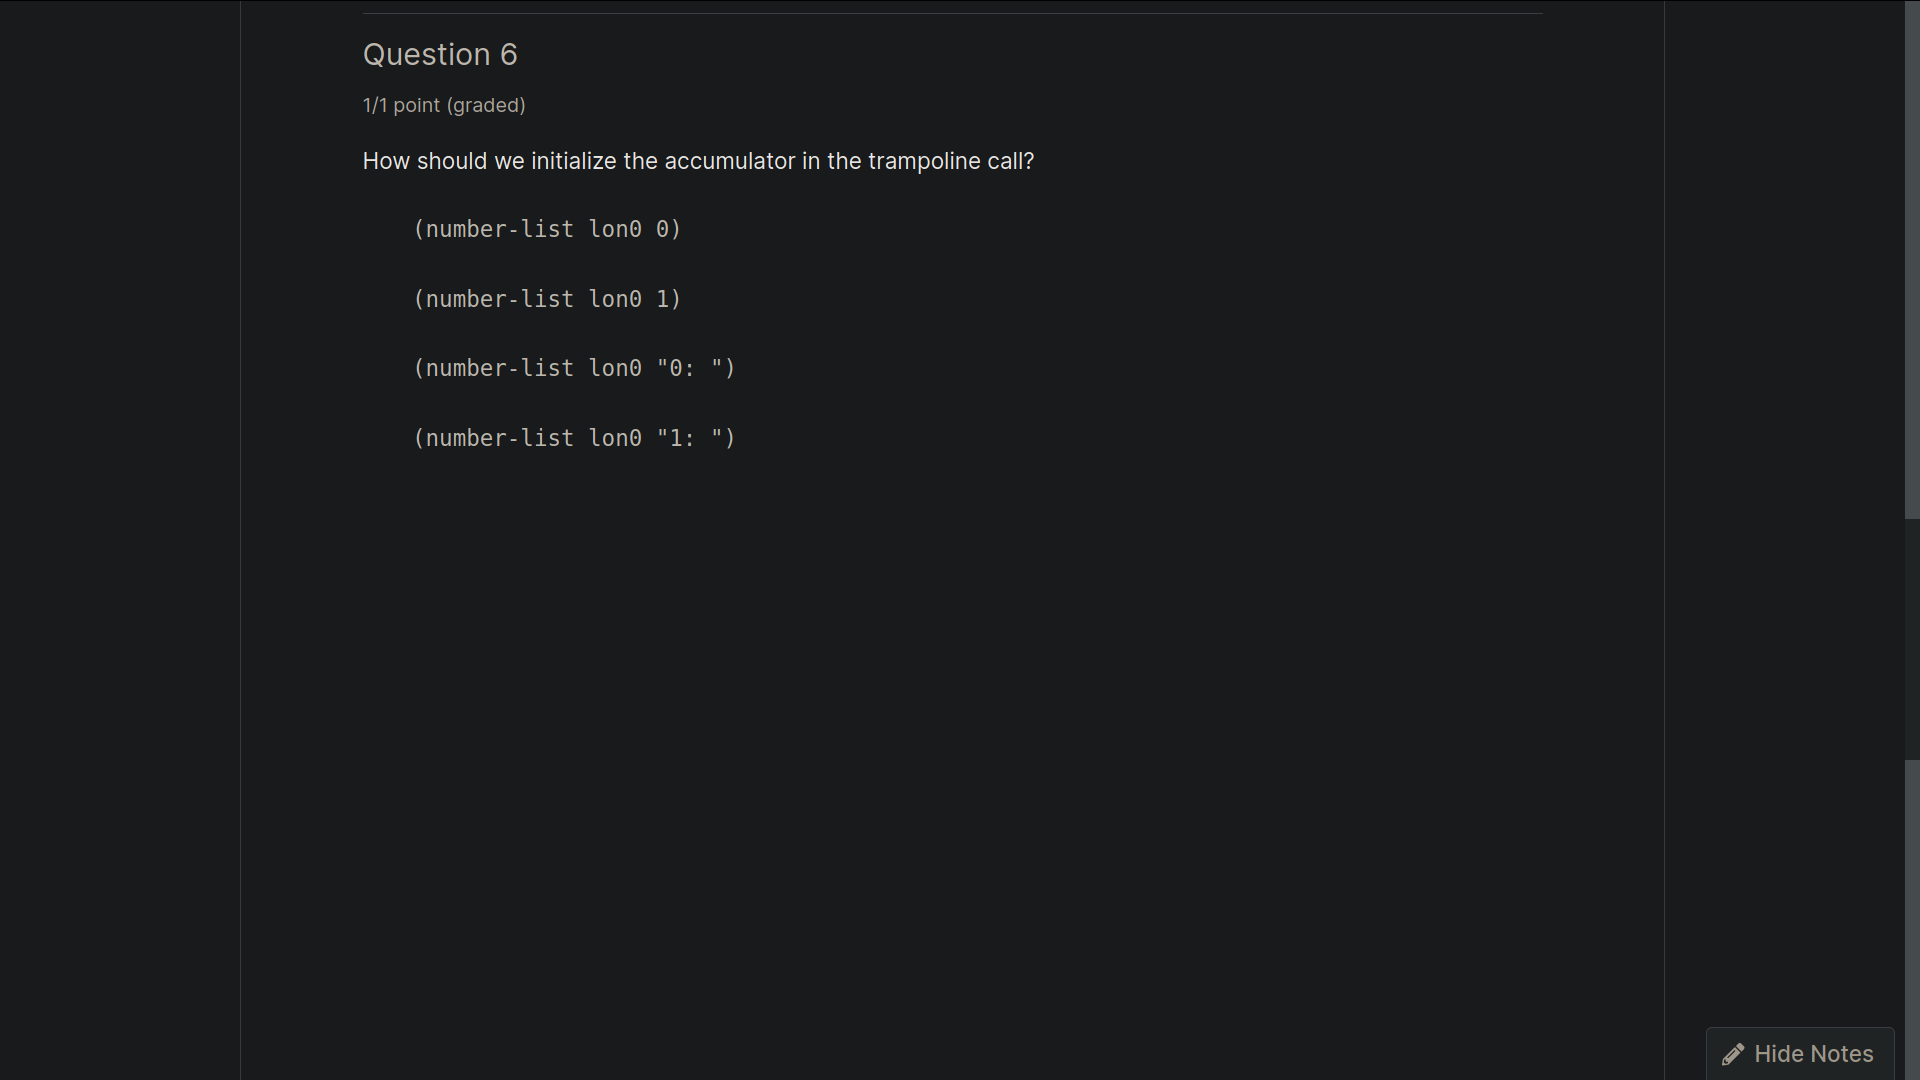 Question 6
1/1 point (graded)
How should we initialize the accumulator in the trampoline call?
(number-list lon0 0)
(number-list lon0 1)
(number-list lon0 "0: ")
(number-list lon0 "1: ")
Hide Notes